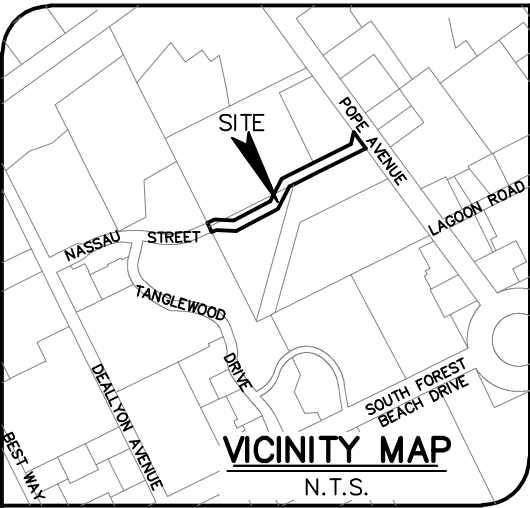 SITE
POPE AVENUE
LAGOON ROAD
NASSAU STREET
TANGLEWOOD
DRIVE
DEALLYON AVENUE
SOUTH FOREST
BEACH DRIVE
BEST WAY
VICINITY MAP
N.T.S.